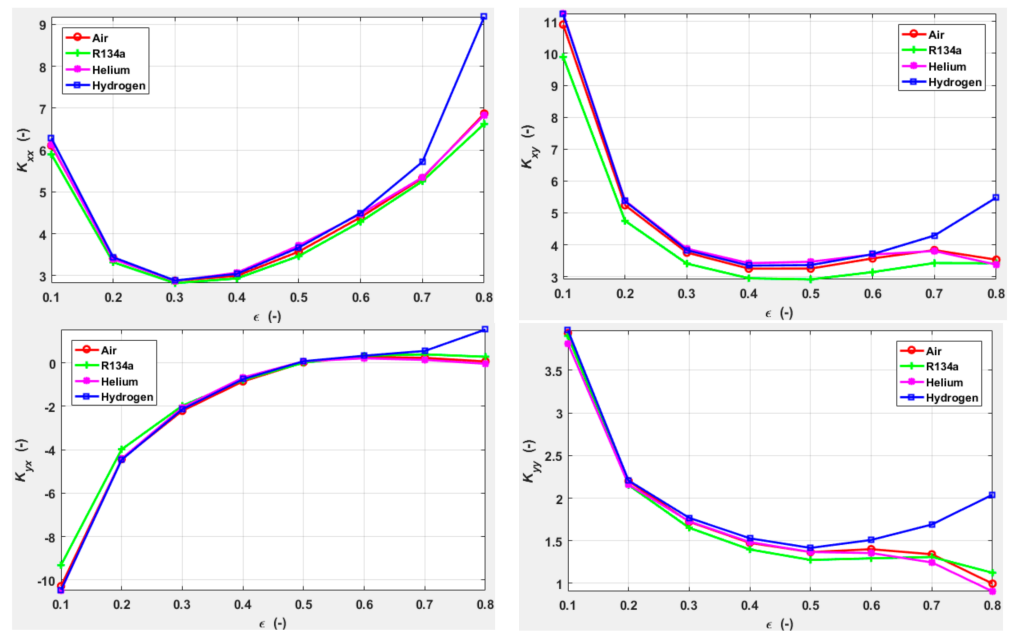 9
8
7
6
5
4
3
0.1 0.2 0.3 0.4 0.5 0.6 0.7 0.8
ϵ (-)
K_xx (-)
Air
R134a
Helium
Hydrogen
11
10
9
8
7
6
5
4
3
0.1 0.2 0.3 0.4 0.5 0.6 0.7 0.8
ϵ (-)
K_xy (-)
Air
R134a
Helium
Hydrogen
0
-2
-4
-6
-8
-10
0.1 0.2 0.3 0.4 0.5 0.6 0.7 0.8
ϵ (-)
K_yx (-)
Air
R134a
Helium
Hydrogen
3.5
3
2.5
2
1.5
1
0.1 0.2 0.3 0.4 0.5 0.6 0.7 0.8
ϵ (-)
K_yy (-)
Air
R134a
Helium
Hydrogen